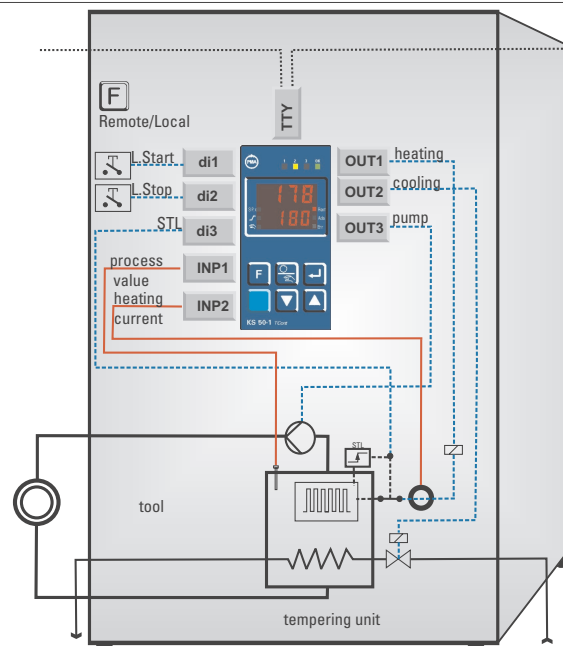 F
Remote/Local
TTY
L.Start
di1
L.Stop
di2
STL
di3
process
value
INP1
heating
current
INP2
PMA
178
180
F
KS 50-1
OUT1
heating
OUT2
cooling
OUT3
pump
STL
tool
tempering unit